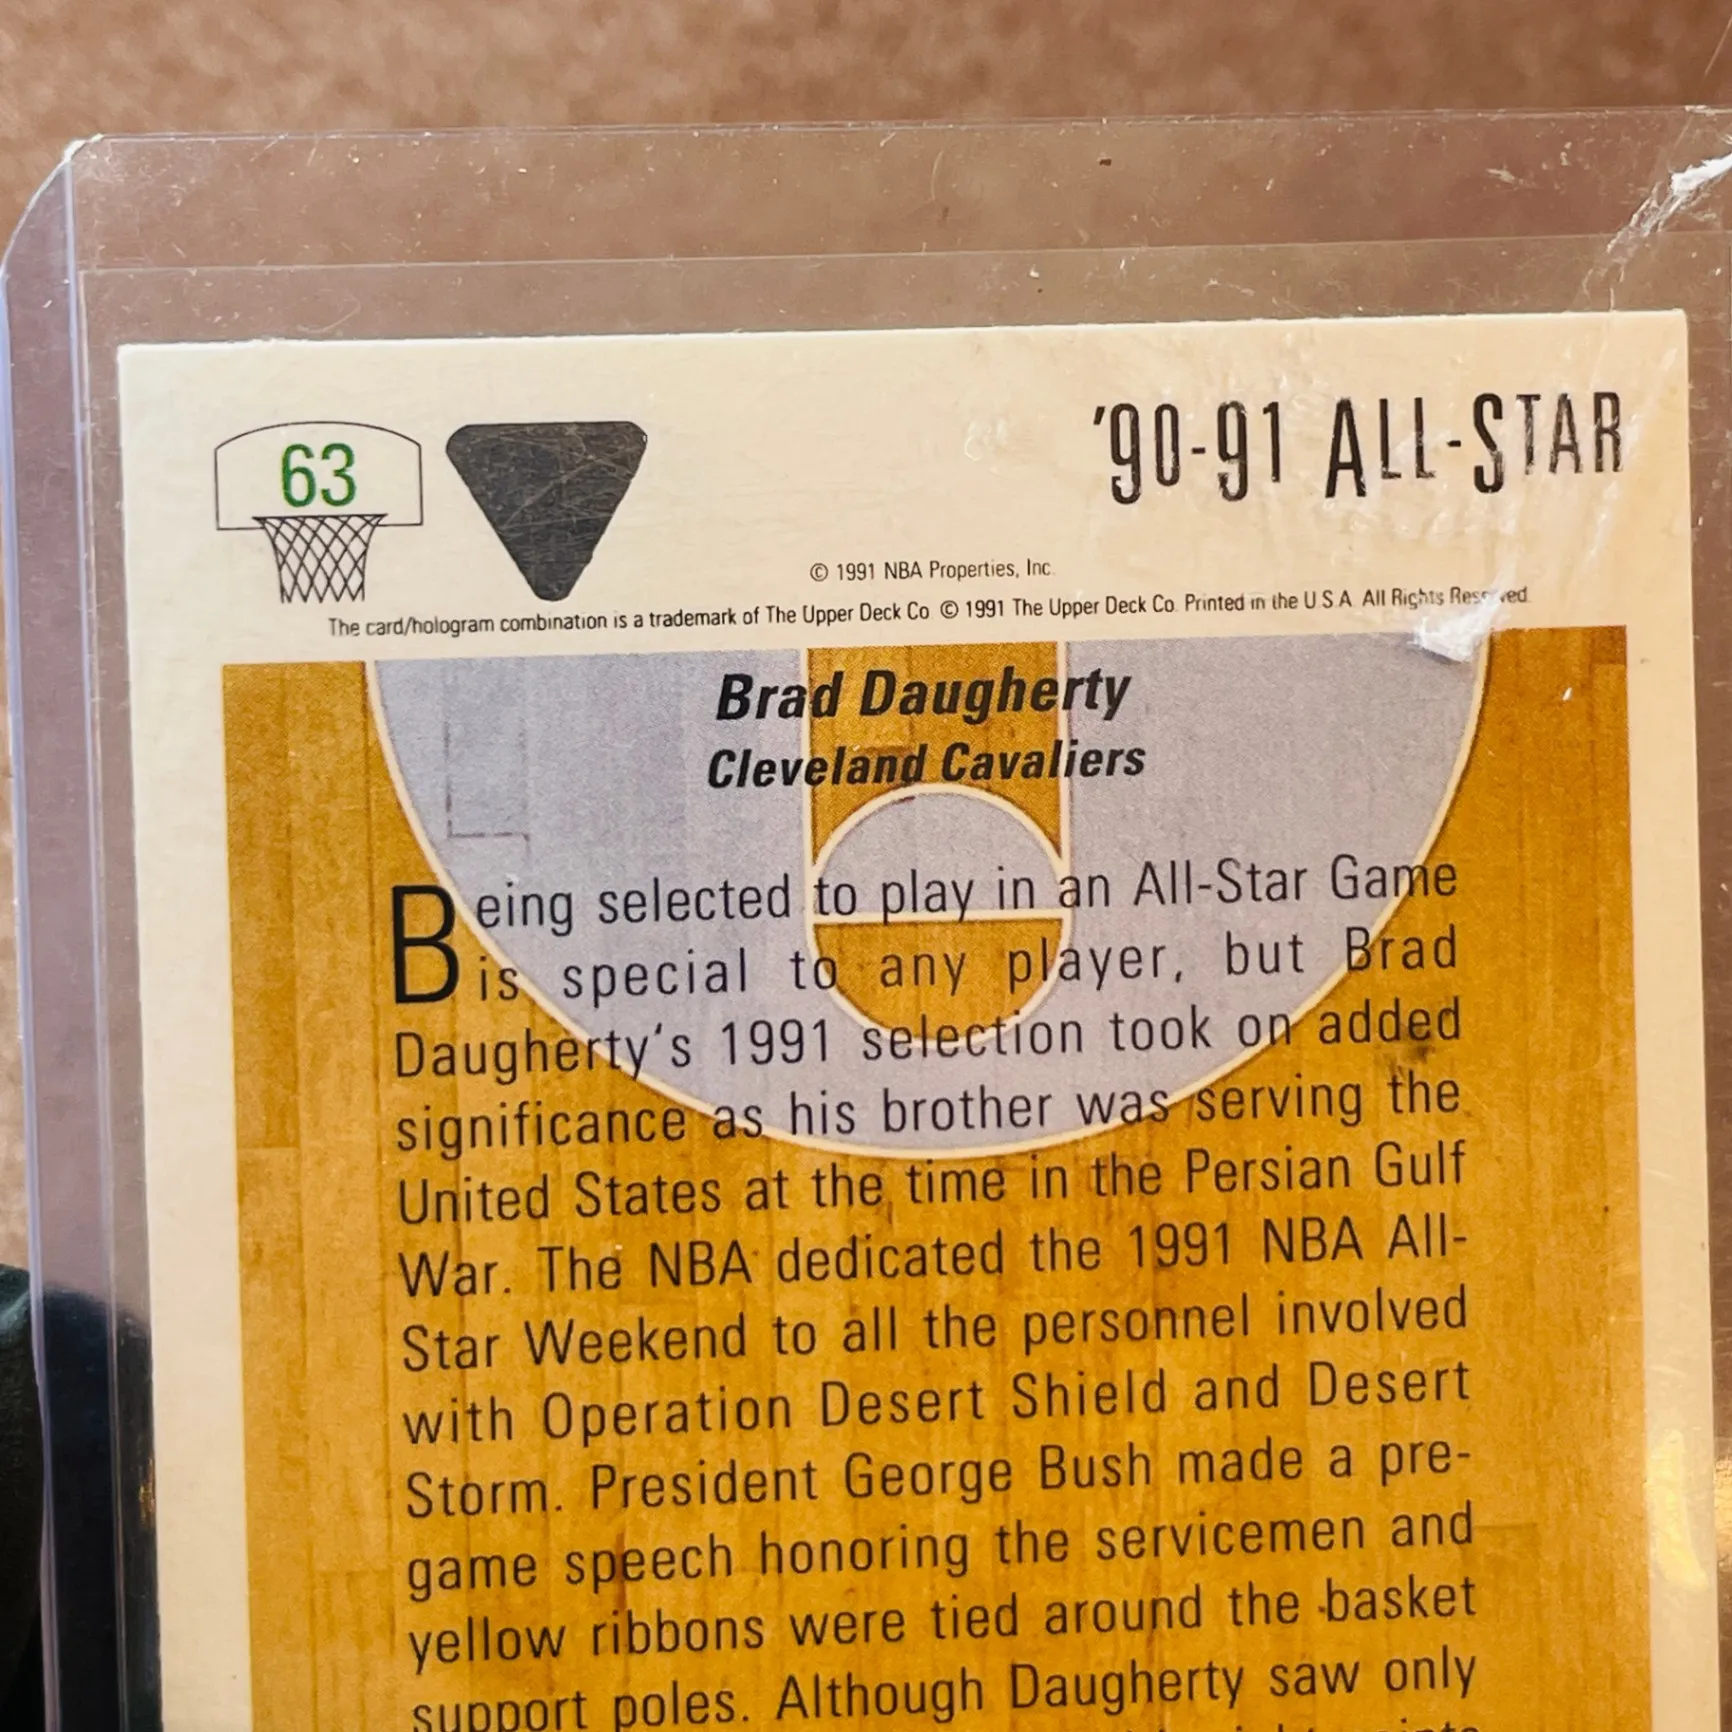 63
'90-91 ALL-STAR
© 1991 NBA Properties, Inc.
The card/hologram combination is a trademark of The Upper Deck Co. © 1991 The Upper Deck Co. Printed in the U.S.A. All Rights Reserved.
Brad Daugherty
Cleveland Cavaliers
Being selected to play in an All-Star Game
is special to any player, but Brad
Daugherty's 1991 selection took on added
significance as his brother was serving the
United States at the time in the Persian Gulf
War. The NBA dedicated the 1991 NBA All-
Star Weekend to all the personnel involved
with Operation Desert Shield and Desert
Storm. President George Bush made a pre-
game speech honoring the servicemen and
yellow ribbons were tied around the basket
support poles. Although Daugherty saw only